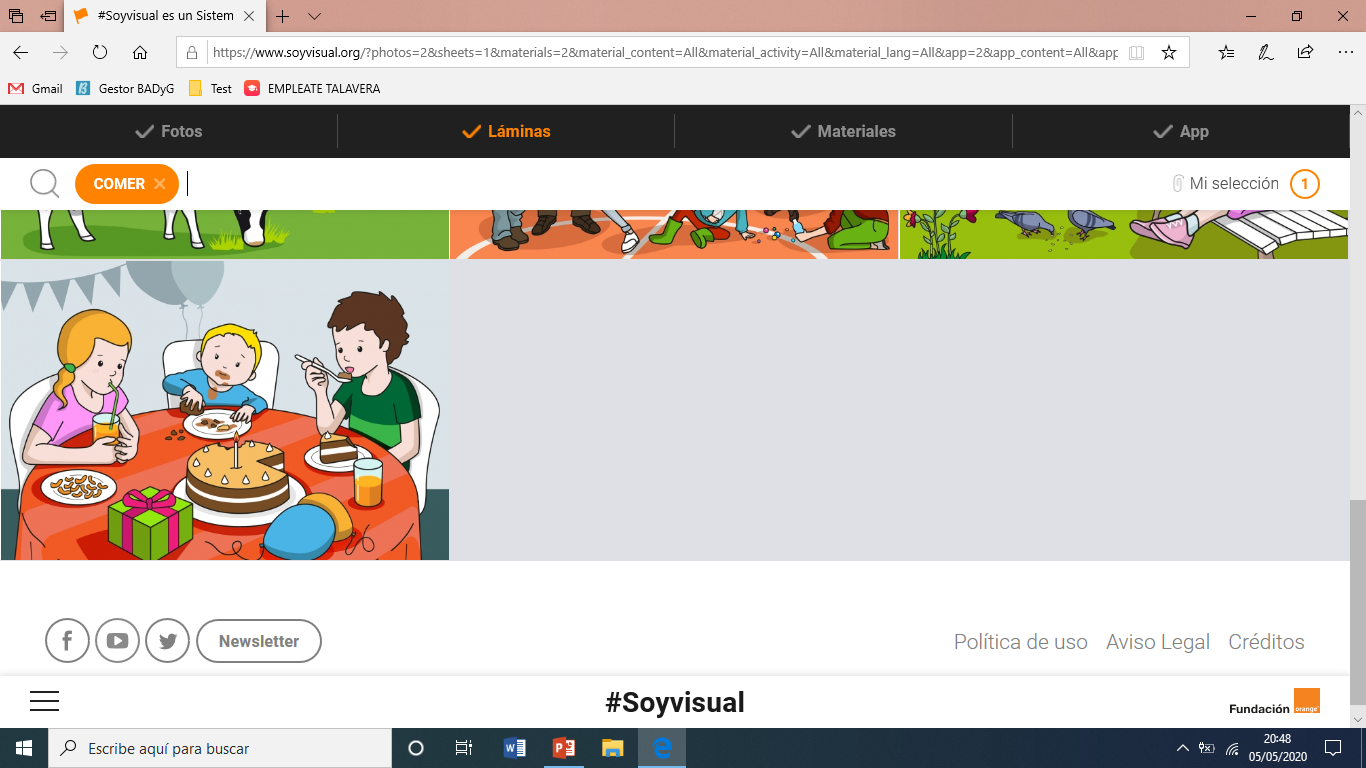 #Soyvisual es un Sistem
https://www.soyvisual.org/?photos=2&sheets=1&materials=2&material_content=All&material_activity=All&material_lang=All&app=2&app_content=All&app
Gmail Gestor BADyG Test EMPLEATE TALAVERA
Fotos Láminas Materiales App
COMER Mi selección 1
Newsletter Política de uso Aviso Legal Créditos
#Soyvisual Fundación orange
Escribe aquí para buscar
20:48
05/05/2020